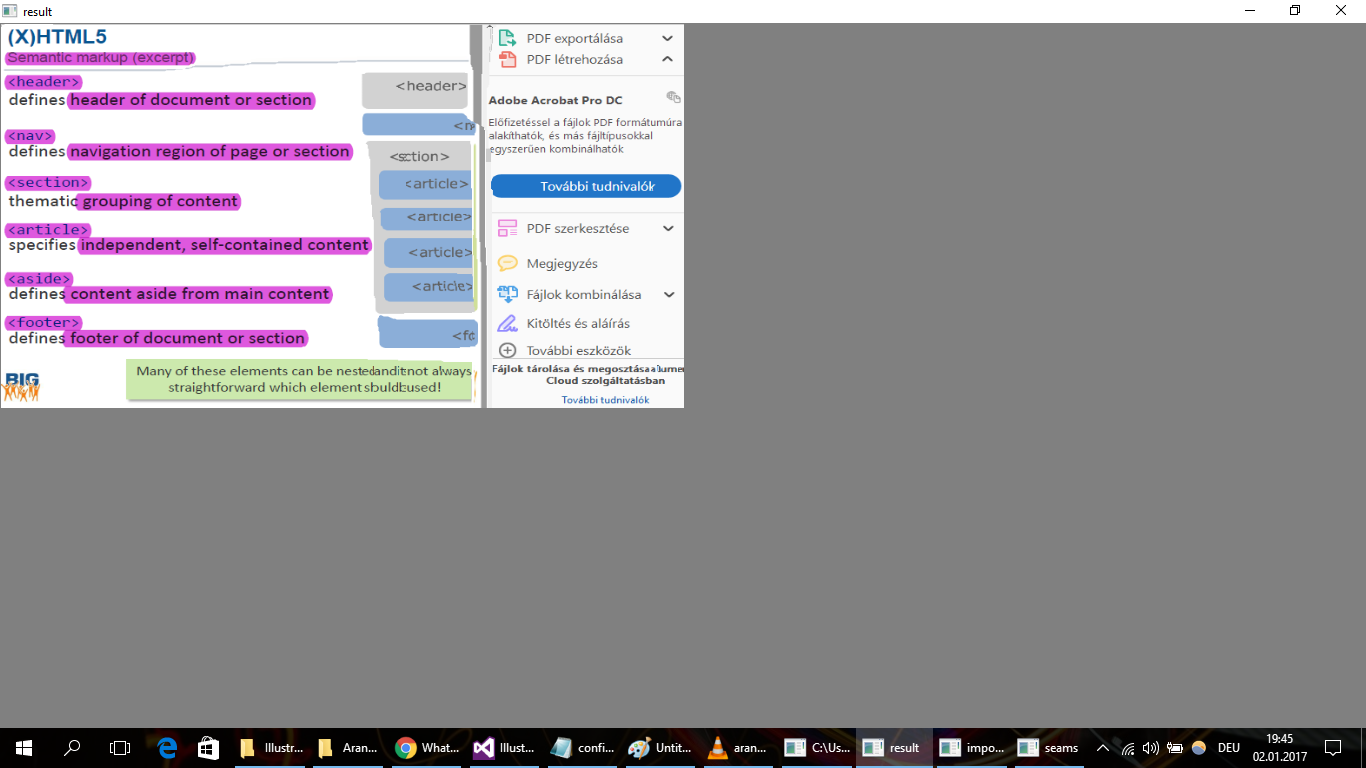 result
(X)HTML5
Semantic markup (excerpt)
<header>
defines header of document or section
<nav>
defines navigation region of page or section
<section>
thematic grouping of content
<article>
specifies independent, self-contained content
<aside>
defines content aside from main content
<footer>
defines footer of document or section
<header>
<n
<sction>
<article>
<article>
<article>
<article>
<fo
BIG
Many of these elements can be nested and it not always
straightforward which element sbuld used!
PDF exportálása
PDF létrehozása
Adobe Acrobat Pro DC
Előfizetéssel a fájlok PDF formátumúra
alakíthatók, és más fájltípusokkal
egyszerűen kombinálhatók
További tudnivalók
PDF szerkesztése
Megjegyzés
Fájlok kombinálása
Kitöltés és aláírás
További eszközök
Fájlok tárolása és megosztása
Cloud szolgáltatásban
További tudnivalók
Illustr...
Aran...
What...
Illust...
confi...
Untit...
aran...
C:\Us...
result
impo...
seams
DEU
19:45
02.01.2017